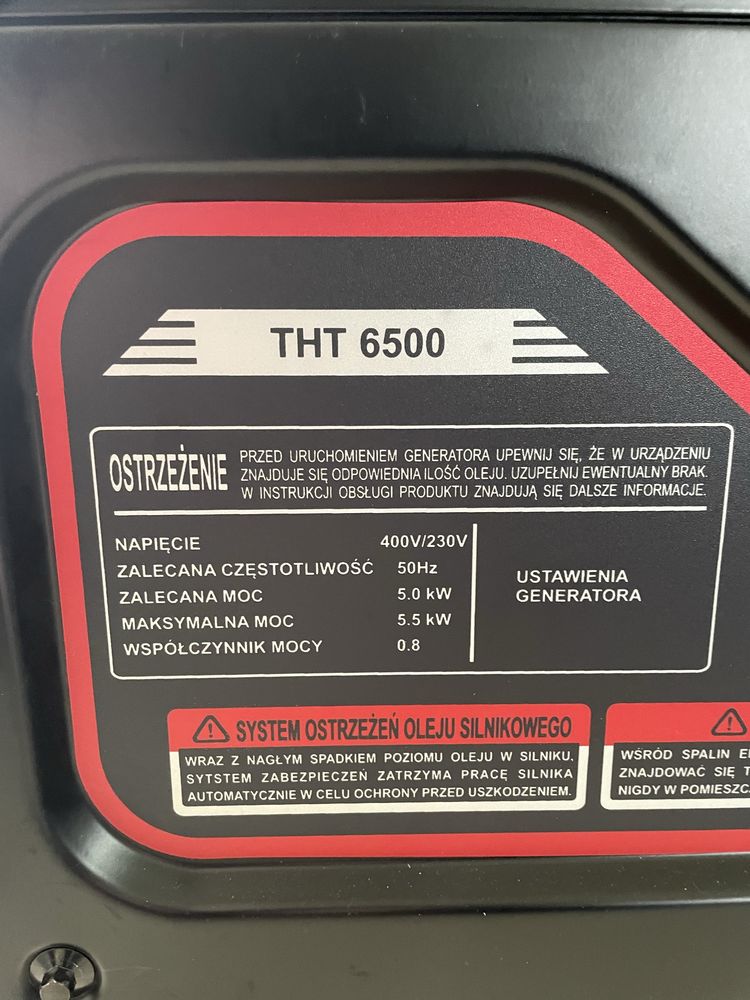 THT 6500
OSTRZEŻENIE
PRZED URUCHOMIENIEM GENERATORA UPEWNIJ SIĘ, ŻE W URZĄDZENIU
ZNAJDUJE SIĘ ODPOWIEDNIA ILOŚĆ OLEJU. UZUPEŁNIJ EWENTUALNY BRAK.
W INSTRUKCJI OBSŁUGI PRODUKTU ZNAJDUJĄ SIĘ DALSZE INFORMACJE.
NAPIĘCIE 400V/230V
ZALECANA CZĘSTOTLIWOŚĆ 50Hz
ZALECANA MOC 5.0 kW
MAKSYMALNA MOC 5.5 kW
WSPÓŁCZYNNIK MOCY 0.8
USTAWIENIA
GENERATORA
SYSTEM OSTRZEŻEŃ OLEJU SILNIKOWEGO
WRAZ Z NAGŁYM SPADKIEM POZIOMU OLEJU W SILNIKU,
SYTSTEM ZABEZPIECZEŃ ZATRZYMA PRACĘ SILNIKA
AUTOMATYCZNIE W CELU OCHRONY PRZED USZKODZENIEM.
WŚRÓD SPALIN
ZNAJDOWAĆ SIĘ
NIGDY W